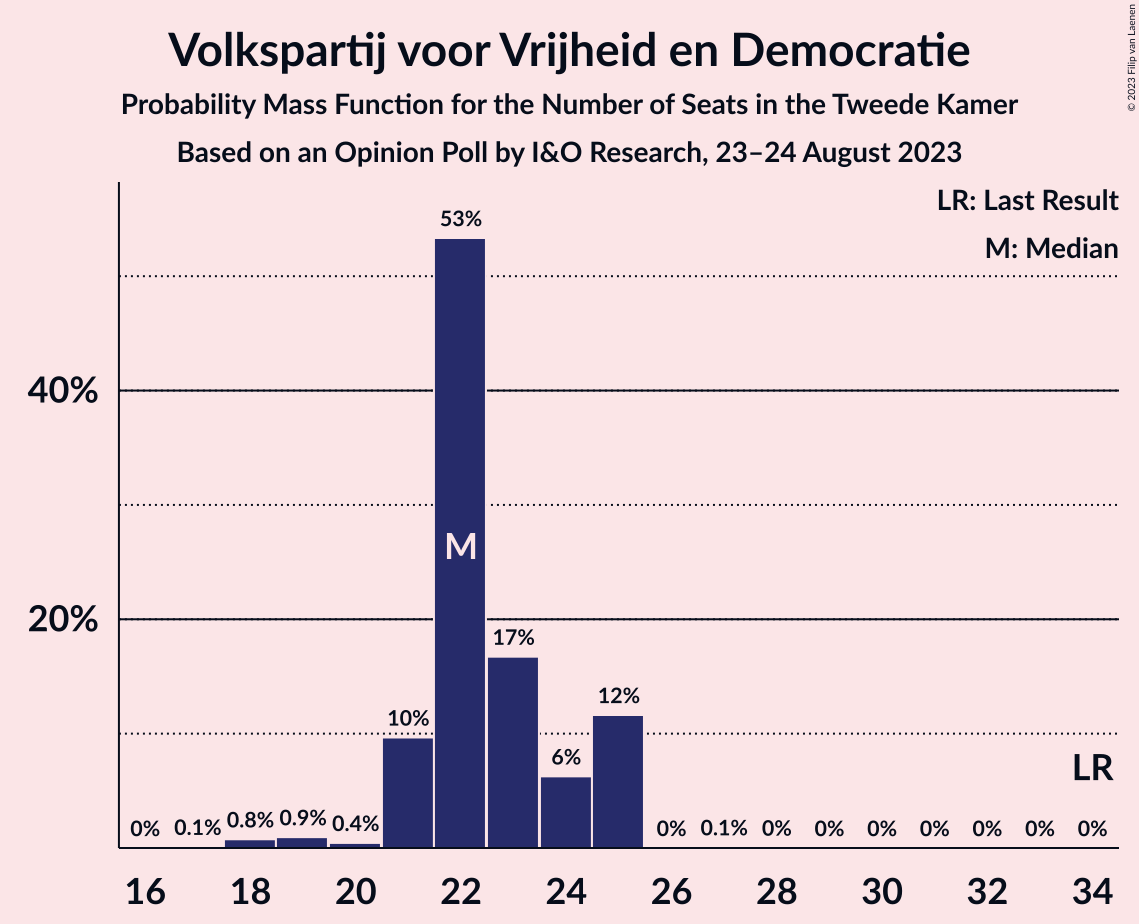 Volkspartij voor Vrijheid en Democratie
Probability Mass Function for the Number of Seats in the Tweede Kamer
Based on an Opinion Poll by I&O Research, 23–24 August 2023
© 2023 Filip van Laenen
LR: Last Result
M: Median
53%
40%
M
20%
17%
12%
10%
6%
LR
0% 0.1% 0.8% 0.9% 0.4% 0% 0.1% 0% 0% 0% 0% 0% 0% 0%
16 18 20 22 24 26 28 30 32 34